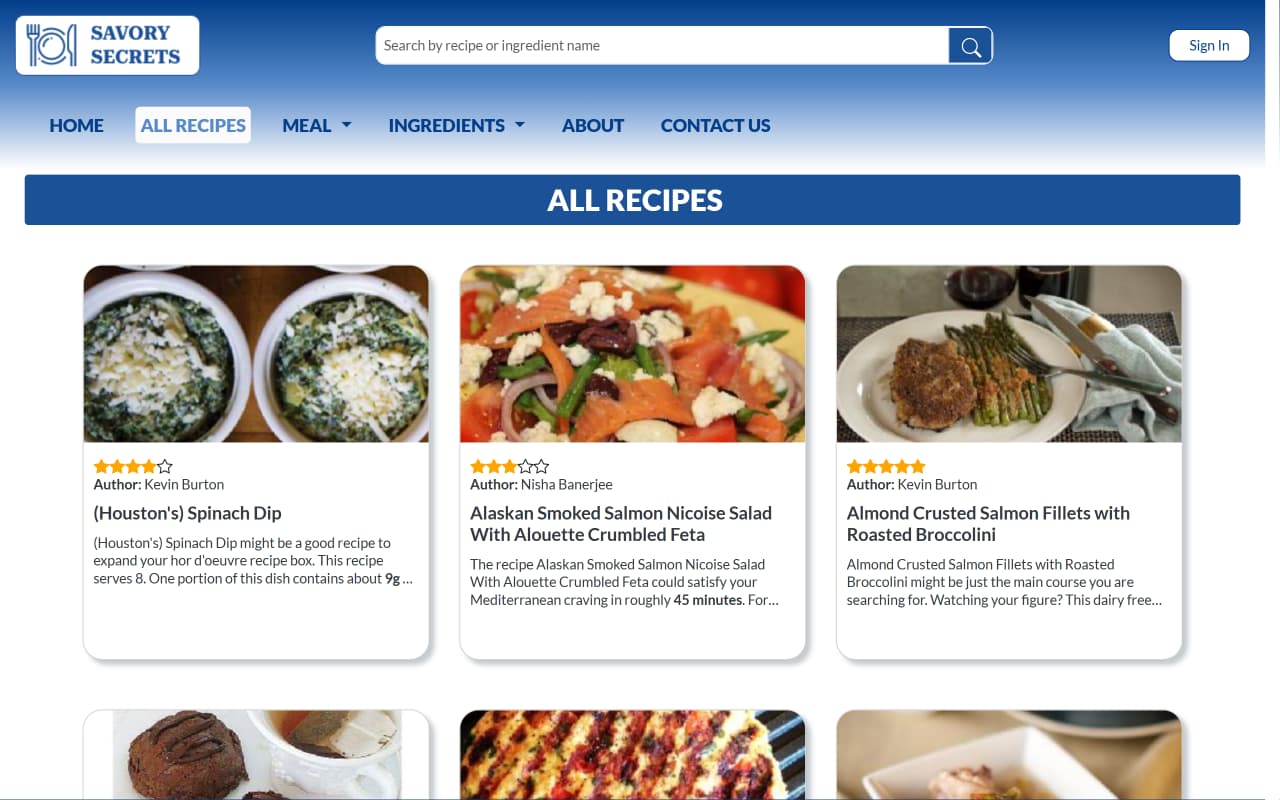 SAVORY
SECRETS
Search by recipe or ingredient name
Sign In
HOME
ALL RECIPES
MEAL
INGREDIENTS
ABOUT
CONTACT US
ALL RECIPES
Author: Kevin Burton
(Houston's) Spinach Dip
(Houston's) Spinach Dip might be a good recipe to
expand your hor d'oeuvre recipe box. This recipe
serves 8. One portion of this dish contains about 9g ...
Author: Nisha Banerjee
Alaskan Smoked Salmon Nicoise Salad
With Alouette Crumbled Feta
The recipe Alaskan Smoked Salmon Nicoise Salad
With Alouette Crumbled Feta could satisfy your
Mediterranean craving in roughly 45 minutes. For...
Author: Kevin Burton
Almond Crusted Salmon Fillets with
Roasted Broccolini
Almond Crusted Salmon Fillets with Roasted
Broccolini might be just the main course you are
searching for. Watching your figure? This dairy free...